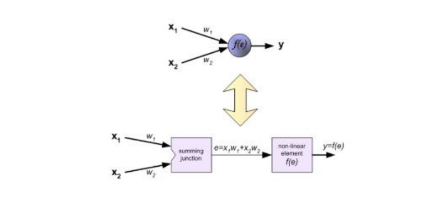 x1 w1
f(e) y
x2 w2
x1 w1
summing
junction
e=x1w1+x2w2
non-linear
element
f(e)
y=f(e)
x2 w2